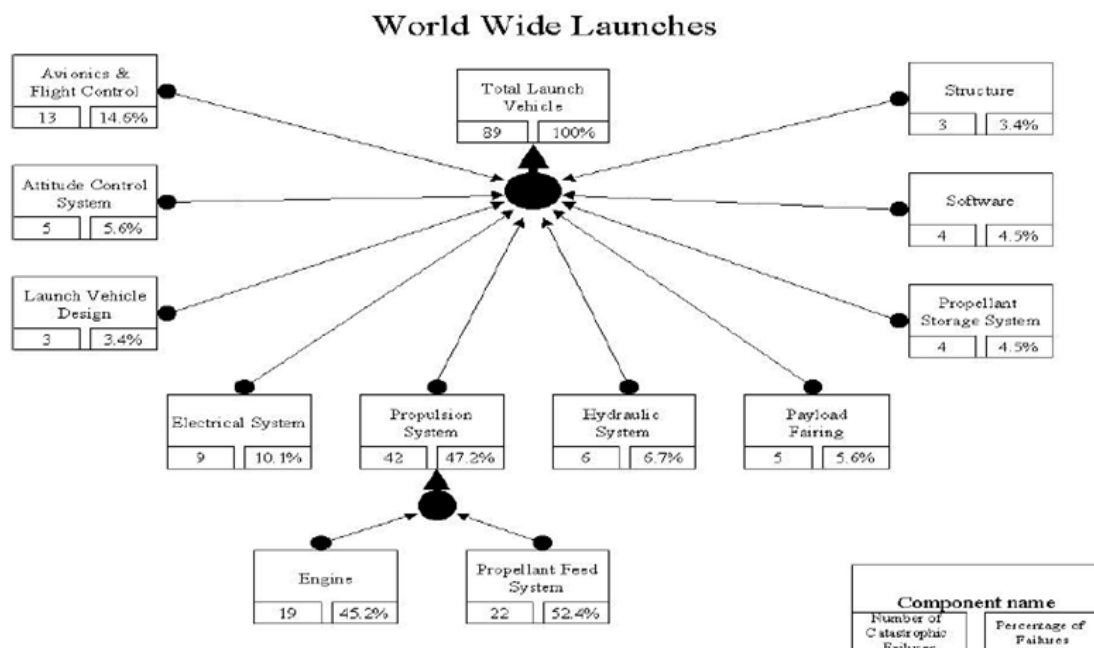 World Wide Launches
Avionics &
Flight Control
13 14.6%
Total Launch
Vehicle
89 100%
Structure
3 3.4%
Attitude Control
System
5 5.6%
Software
4 4.5%
Launch Vehicle
Design
3 3.4%
Propellant
Storage System
4 4.5%
Electrical System
9 10.1%
Propulsion
System
42 47.2%
Hydraulic
System
6 6.7%
Payload
Fairing
5 5.6%
Engine
19 45.2%
Propellant Feed
System
22 52.4%
Component name
Number of
Catastrophic
Failures
Percentage of
Failures